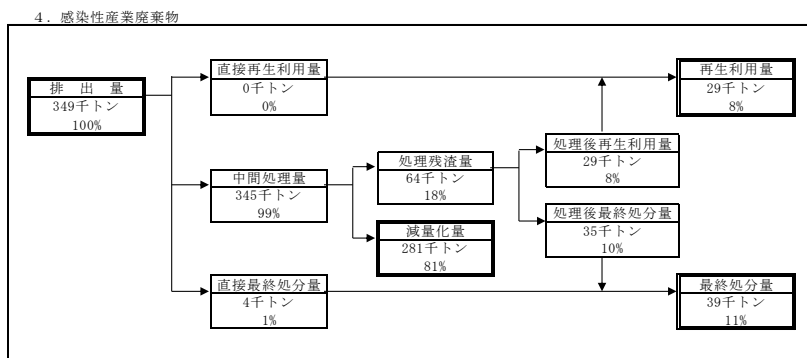 4．感染性産業廃棄物
排　出　量
349千トン
100%
直接再生利用量
0千トン
0%
再生利用量
29千トン
8%
中間処理量
345千トン
99%
処理残渣量
64千トン
18%
処理後再生利用量
29千トン
8%
減量化量
281千トン
81%
処理後最終処分量
35千トン
10%
直接最終処分量
4千トン
1%
最終処分量
39千トン
11%